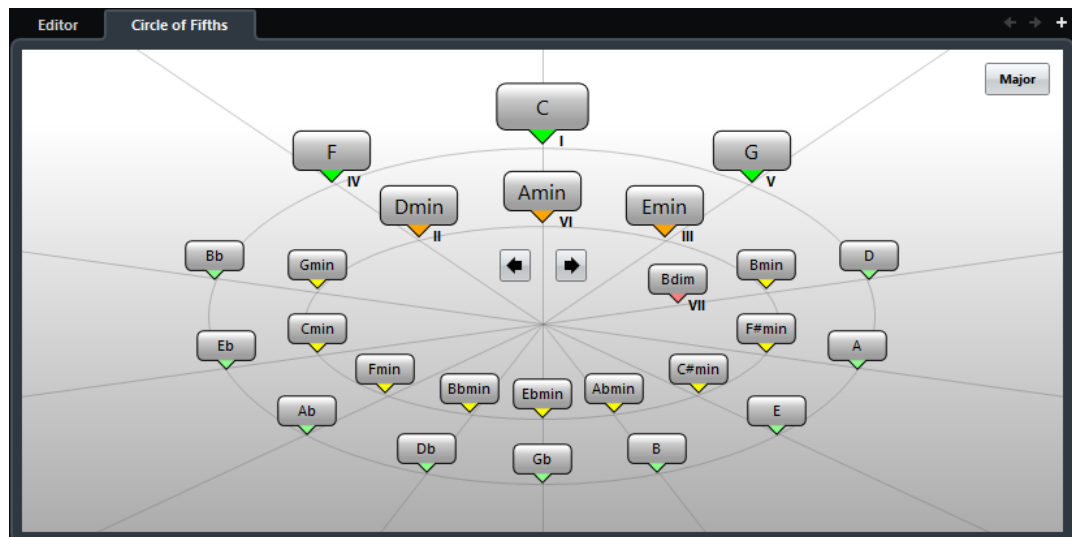 Editor
Circle of Fifths
Major
C
I
F
IV
G
V
Dmin
II
Amin
VI
Emin
III
Bb
Gmin
Bdim
VII
Bmin
D
Eb
Cmin
F#min
A
Fmin
C#min
Bbmin
Ebmin
Abmin
Ab
E
Db
Gb
B